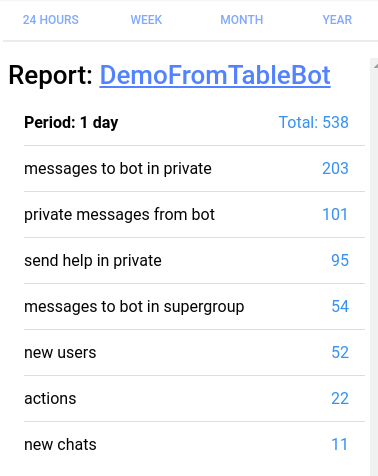 24 HOURS WEEK MONTH YEAR
Report: DemoFromTableBot
Period: 1 day Total: 538
messages to bot in private 203
private messages from bot 101
send help in private 95
messages to bot in supergroup 54
new users 52
actions 22
new chats 11